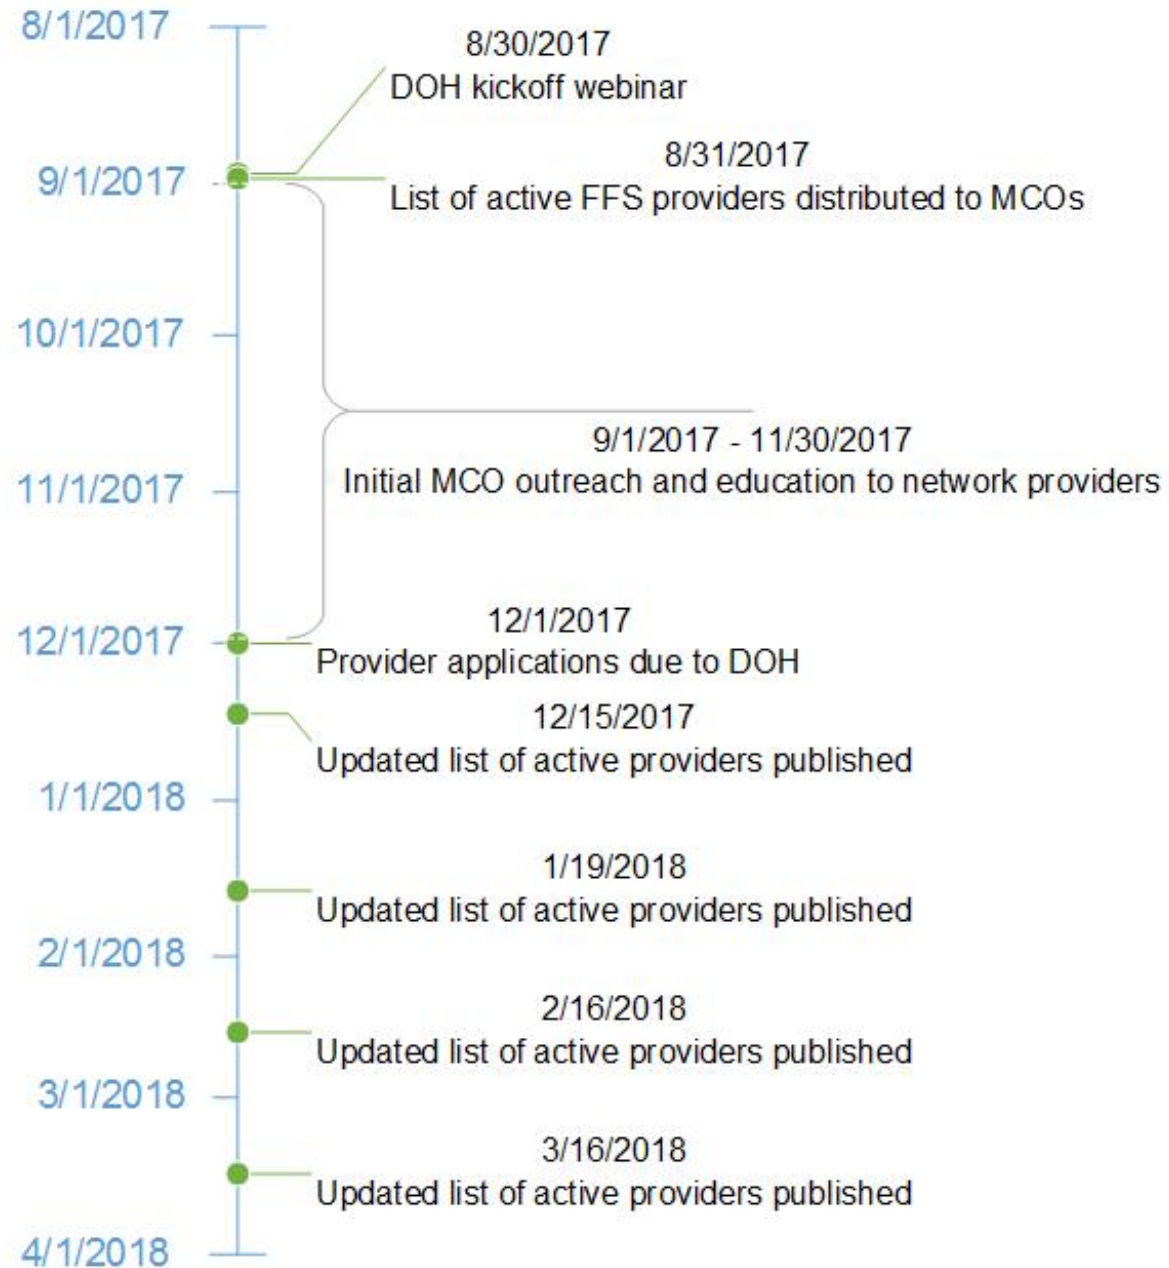 8/1/2017
8/30/2017
DOH kickoff webinar
8/31/2017
9/1/2017
List of active FFS providers distributed to MCOs
10/1/2017
9/1/2017 - 11/30/2017
Initial MCO outreach and education to network providers
11/1/2017
12/1/2017
12/1/2017
Provider applications due to DOH
12/15/2017
Updated list of active providers published
1/1/2018
1/19/2018
Updated list of active providers published
2/1/2018
2/16/2018
Updated list of active providers published
3/1/2018
3/16/2018
Updated list of active providers published
4/1/2018